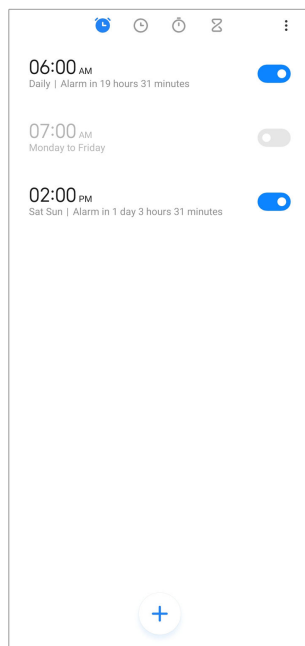 06:00 AM
Daily | Alarm in 19 hours 31 minutes
07:00 AM
Monday to Friday
02:00 PM
Sat Sun | Alarm in 1 day 3 hours 31 minutes